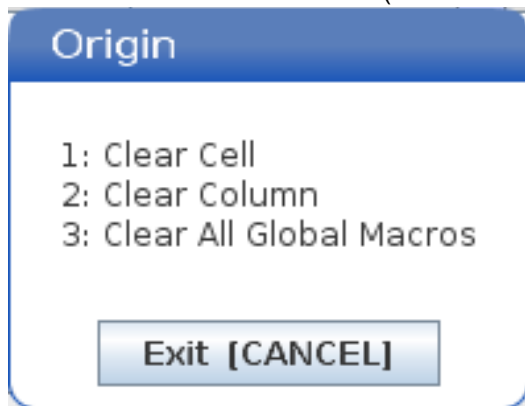 Origin
1: Clear Cell
2: Clear Column
3: Clear All Global Macros
Exit [CANCEL]